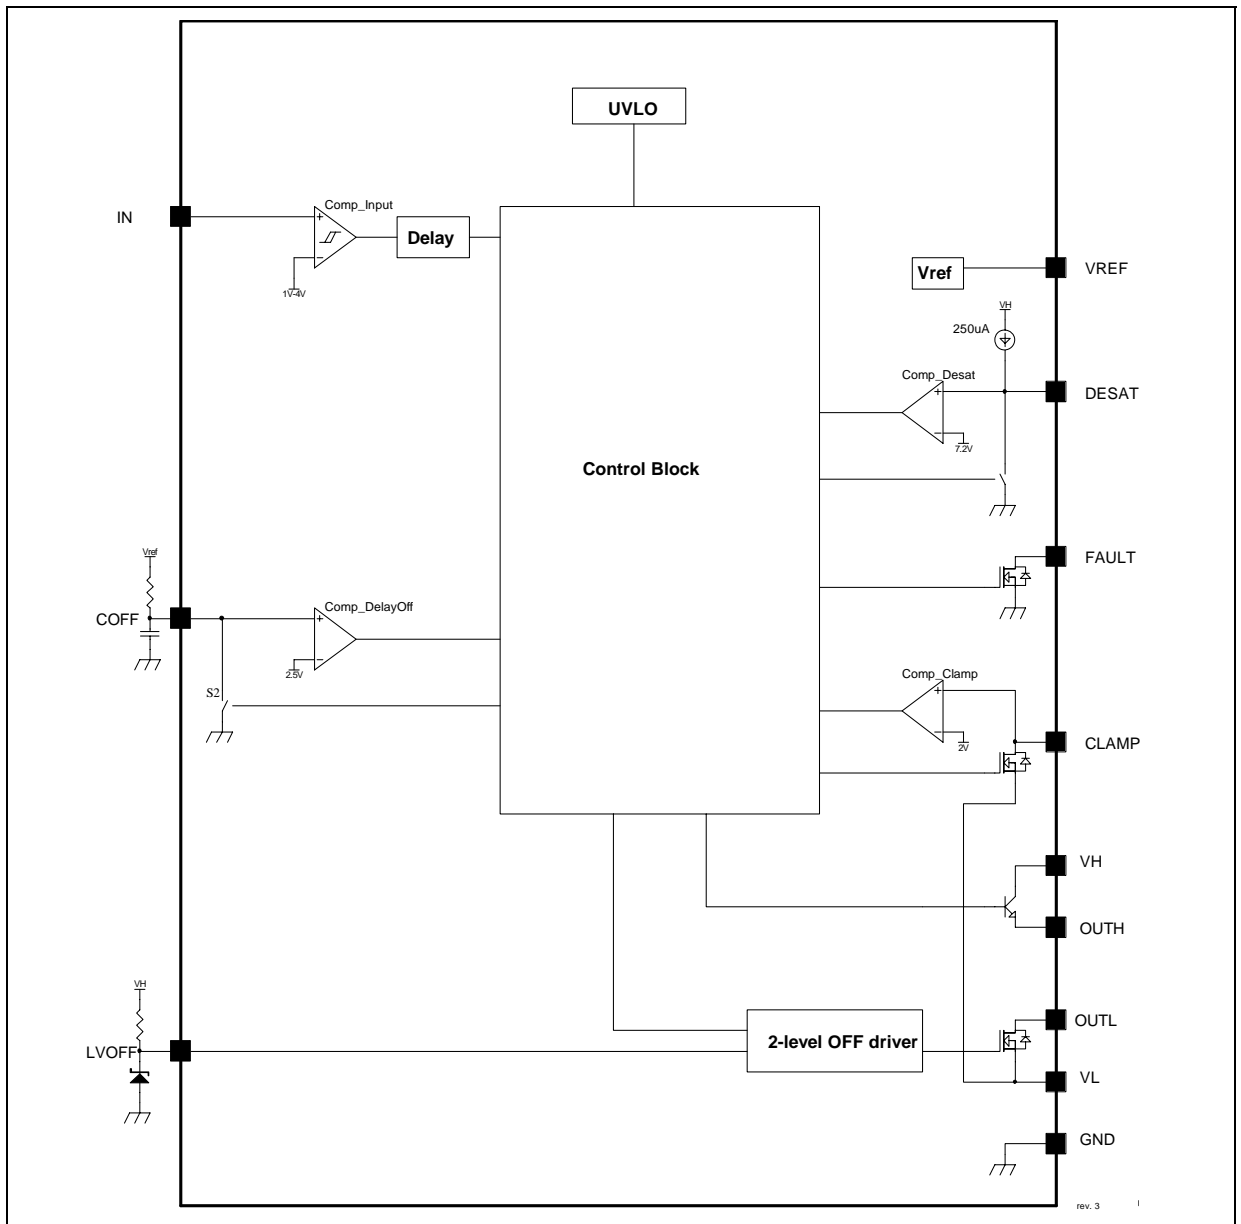 UVLO
IN
Comp_Input
Delay
1V-4V
Vref
VREF
VH
250uA
Comp_Desat
DESAT
7.2V
Control Block
FAULT
Vref
COFF
Comp_DelayOff
2.5V
S2
Comp_Clamp
2V
CLAMP
VH
OUTH
VH
LVOFF
2-level OFF driver
OUTL
VL
GND
rev. 3